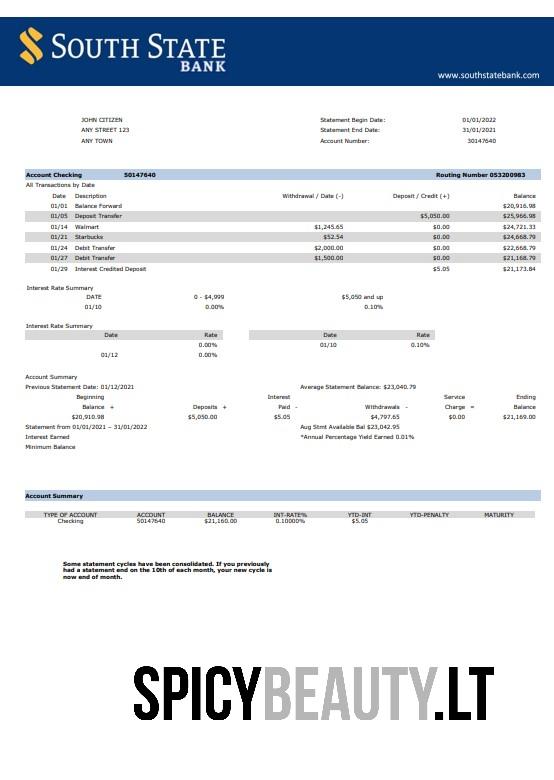 SOUTH STATE
BANK
www.southstatebank.com
JOHN CITIZEN Statement Begin Date: 01/01/2022
ANY STREET 123 Statement End Date: 31/01/2021
ANY TOWN Account Number: 30147640
Account Checking 50147640 Routing Number 053200983
All Transactions by Date
Date Description Withdrawal / Date (-) Deposit / Credit (+) Balance
01/01 Balance Forward $20,916.98
01/05 Deposit Transfer $5,050.00 $25,966.98
01/14 Walmart $1,245.65 $0.00 $24,721.33
01/21 Starbucks $52.54 $0.00 $24,668.79
01/24 Debit Transfer $2,000.00 $0.00 $22,668.79
01/27 Debit Transfer $1,500.00 $0.00 $21,168.79
01/29 Interest Credited Deposit $5.05 $21,173.84
Interest Rate Summary
DATE 0 - $4,999 $5,050 and up
01/10 0.00% 0.10%
Interest Rate Summary
Date Rate Date Rate
0.00% 01/10 0.10%
01/12 0.00%
Account Summary
Previous Statement Date: 01/12/2021 Average Statement Balance: $23,040.79
Beginning Interest Service Ending
Balance + Deposits + Paid - Withdrawals - Charge = Balance
$20,910.98 $5,050.00 $5.05 $4,797.65 $0.00 $21,169.00
Statement from 01/01/2021 – 31/01/2022 Aug Stmt Available Bal $23,042.95
Interest Earned *Annual Percentage Yield Earned 0.01%
Minimum Balance
Account Summary
TYPE OF ACCOUNT ACCOUNT BALANCE INT-RATE% YTD-INT YTD-PENALTY MATURITY
Checking 50147640 $21,160.00 0.10000% $5.05
Some statement cycles have been consolidated. If you previously
had a statement end on the 10th of each month, your new cycle is
now end of month.
SPICYBEAUTY.LT